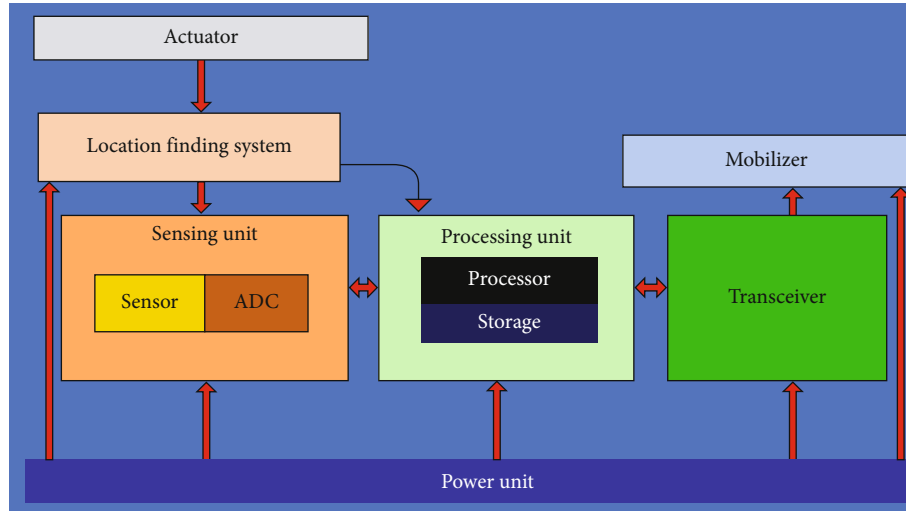 Actuator
Location finding system
Mobilizer
Sensing unit
Processing unit
Sensor
ADC
Processor
Storage
Transceiver
Power unit